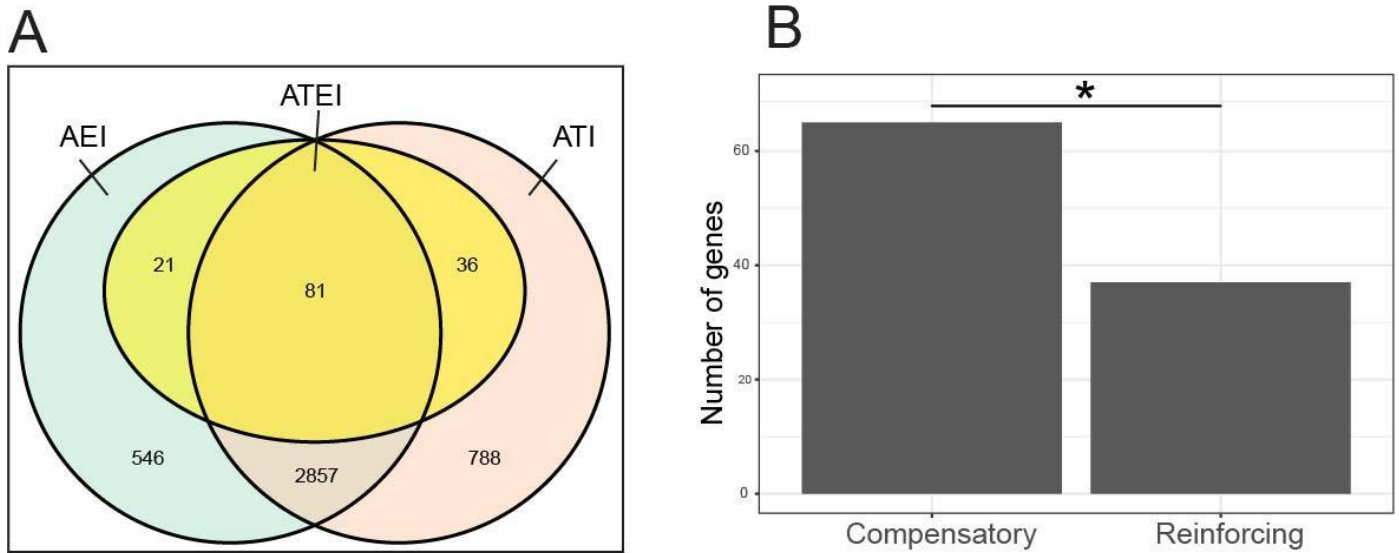 A
ATEI
AEI
ATI
21
36
81
546
2857
788
B
*
Number of genes
60
40
20
0
Compensatory
Reinforcing